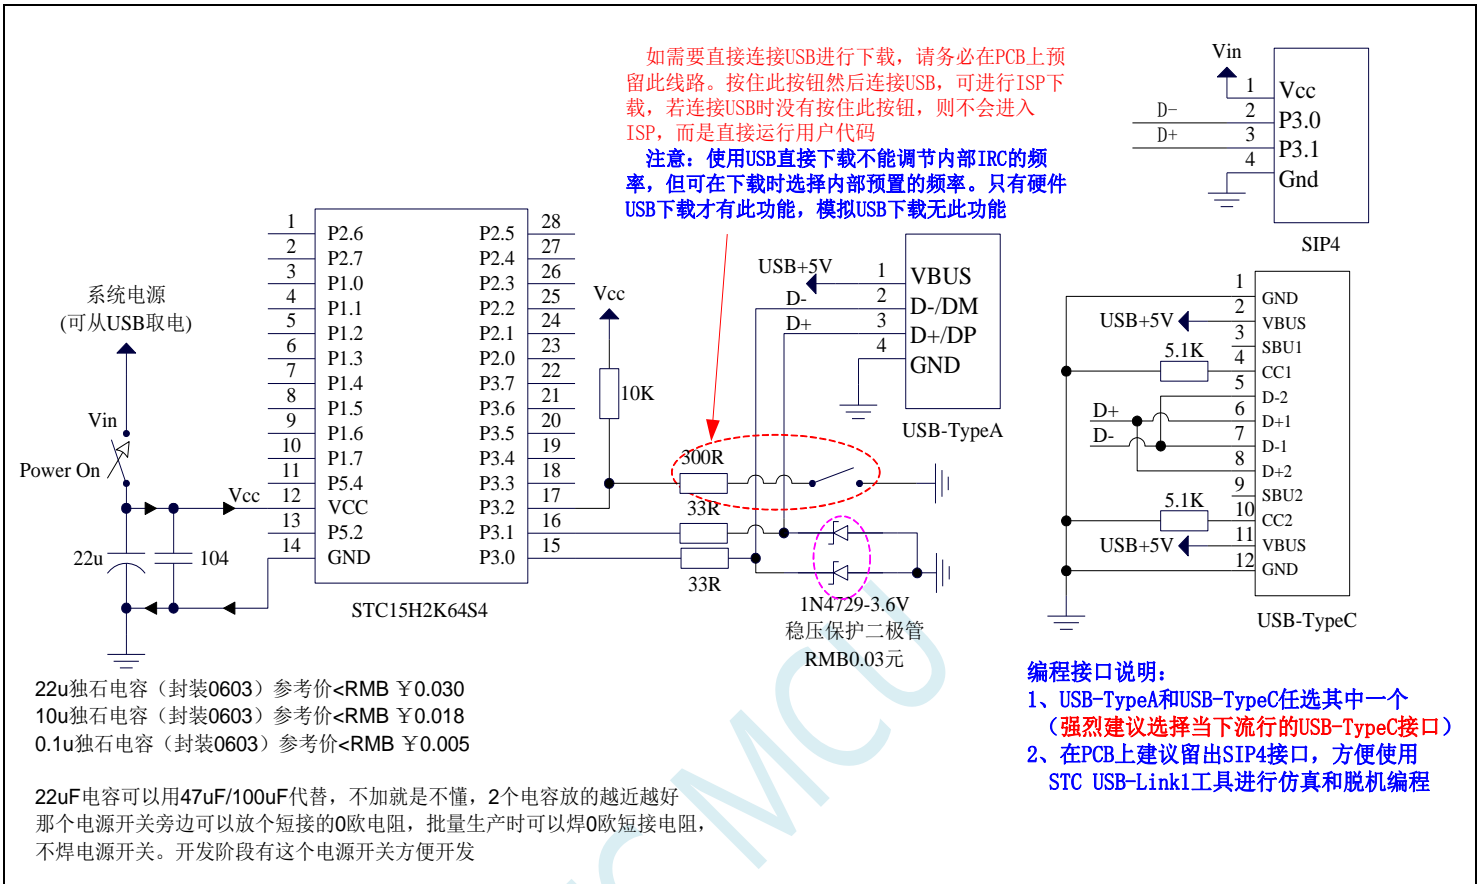 如需要直接连接USB进行下载，请务必在PCB上预
留此线路。按住此按钮然后连接USB，可进行ISP下
载，若连接USB时没有按住此按钮，则不会进入
ISP，而是直接运行用户代码
注意：使用USB直接下载不能调节内部IRC的频
率，但可在下载时选择内部预置的频率。只有硬件
USB下载才有此功能，模拟USB下载无此功能
Vin
1 Vcc
D- 2 P3.0
D+ 3 P3.1
4 Gnd
SIP4
系统电源
(可从USB取电)
Vin
Power On
Vcc
22u
104
1 P2.6
2 P2.7
3 P1.0
4 P1.1
5 P1.2
6 P1.3
7 P1.4
8 P1.5
9 P1.6
10 P1.7
11 P5.4
12 VCC
13 P5.2
14 GND
P2.5 28
P2.4 27
P2.3 26
P2.2 25
P2.1 24
P2.0 23
P3.7 22
P3.6 21
P3.5 20
P3.4 19
P3.3 18
P3.2 17
P3.1 16
P3.0 15
STC15H2K64S4
Vcc
10K
300R
33R
33R
USB+5V 1 VBUS
D- 2 D-/DM
D+ 3 D+/DP
4 GND
USB-TypeA
1N4729-3.6V
稳压保护二极管
RMB0.03元
1 GND
USB+5V 2 VBUS
3 SBU1
5.1K 4 CC1
5 D-2
D+ 6 D+1
D- 7 D-1
8 D+2
9 SBU2
5.1K 10 CC2
USB+5V 11 VBUS
12 GND
USB-TypeC
22u独石电容（封装0603）参考价<RMB ￥0.030
10u独石电容（封装0603）参考价<RMB ￥0.018
0.1u独石电容（封装0603）参考价<RMB ￥0.005
22uF电容可以用47uF/100uF代替，不加就是不懂，2个电容放的越近越好
那个电源开关旁边可以放个短接的0欧电阻，批量生产时可以焊0欧短接电阻，
不焊电源开关。开发阶段有这个电源开关方便开发
编程接口说明：
1、USB-TypeA和USB-TypeC任选其中一个
（强烈建议选择当下流行的USB-TypeC接口）
2、在PCB上建议留出SIP4接口，方便使用
STC USB-Link1工具进行仿真和脱机编程
STC MCU